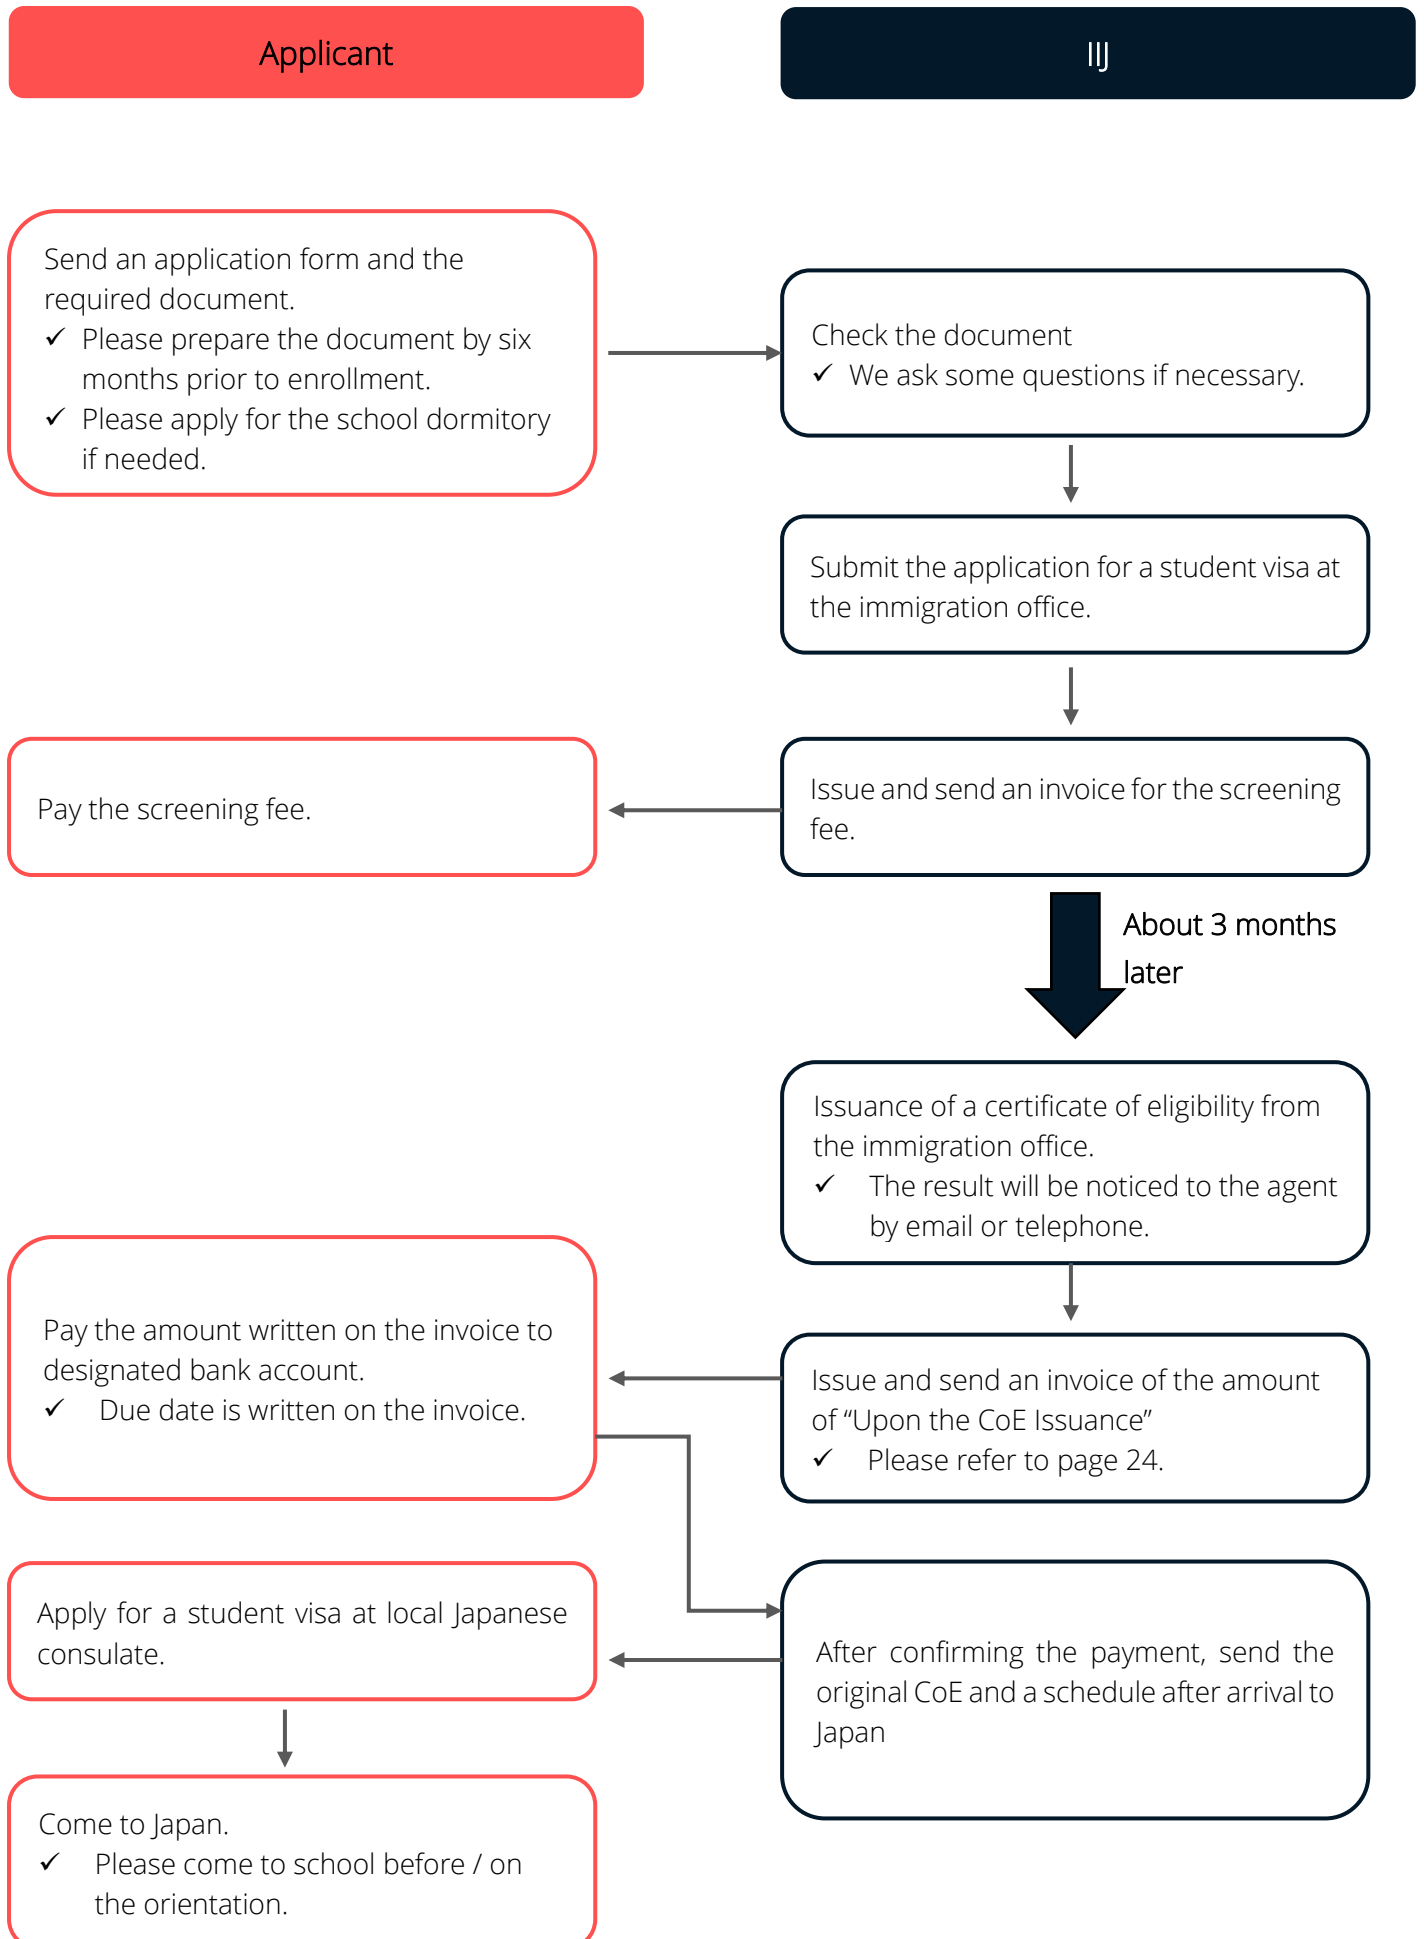 Applicant
IIJ
Send an application form and the
required document.
✓ Please prepare the document by six
months prior to enrollment.
✓ Please apply for the school dormitory
if needed.
Check the document
✓ We ask some questions if necessary.
Submit the application for a student visa at
the immigration office.
Pay the screening fee.
Issue and send an invoice for the screening
fee.
About 3 months
later
Issuance of a certificate of eligibility from
the immigration office.
✓ The result will be noticed to the agent
by email or telephone.
Pay the amount written on the invoice to
designated bank account.
✓ Due date is written on the invoice.
Issue and send an invoice of the amount
of “Upon the CoE Issuance”
✓ Please refer to page 24.
Apply for a student visa at local Japanese
consulate.
After confirming the payment, send the
original CoE and a schedule after arrival to
Japan
Come to Japan.
✓ Please come to school before / on
the orientation.